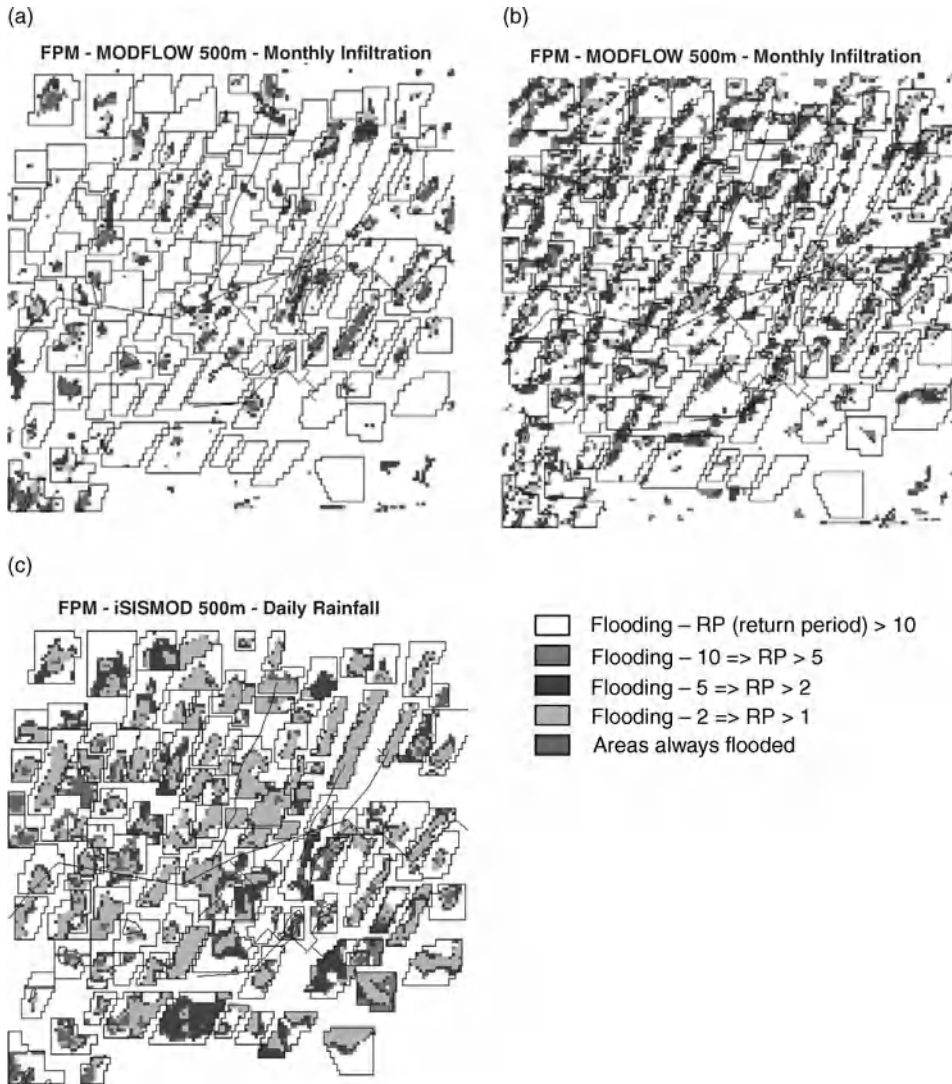 (a)
FPM - MODFLOW 500m - Monthly Infiltration
(b)
FPM - MODFLOW 500m - Monthly Infiltration
(c)
FPM - iSISMOD 500m - Daily Rainfall
Flooding – RP (return period) > 10
Flooding – 10 => RP > 5
Flooding – 5 => RP > 2
Flooding – 2 => RP > 1
Areas always flooded